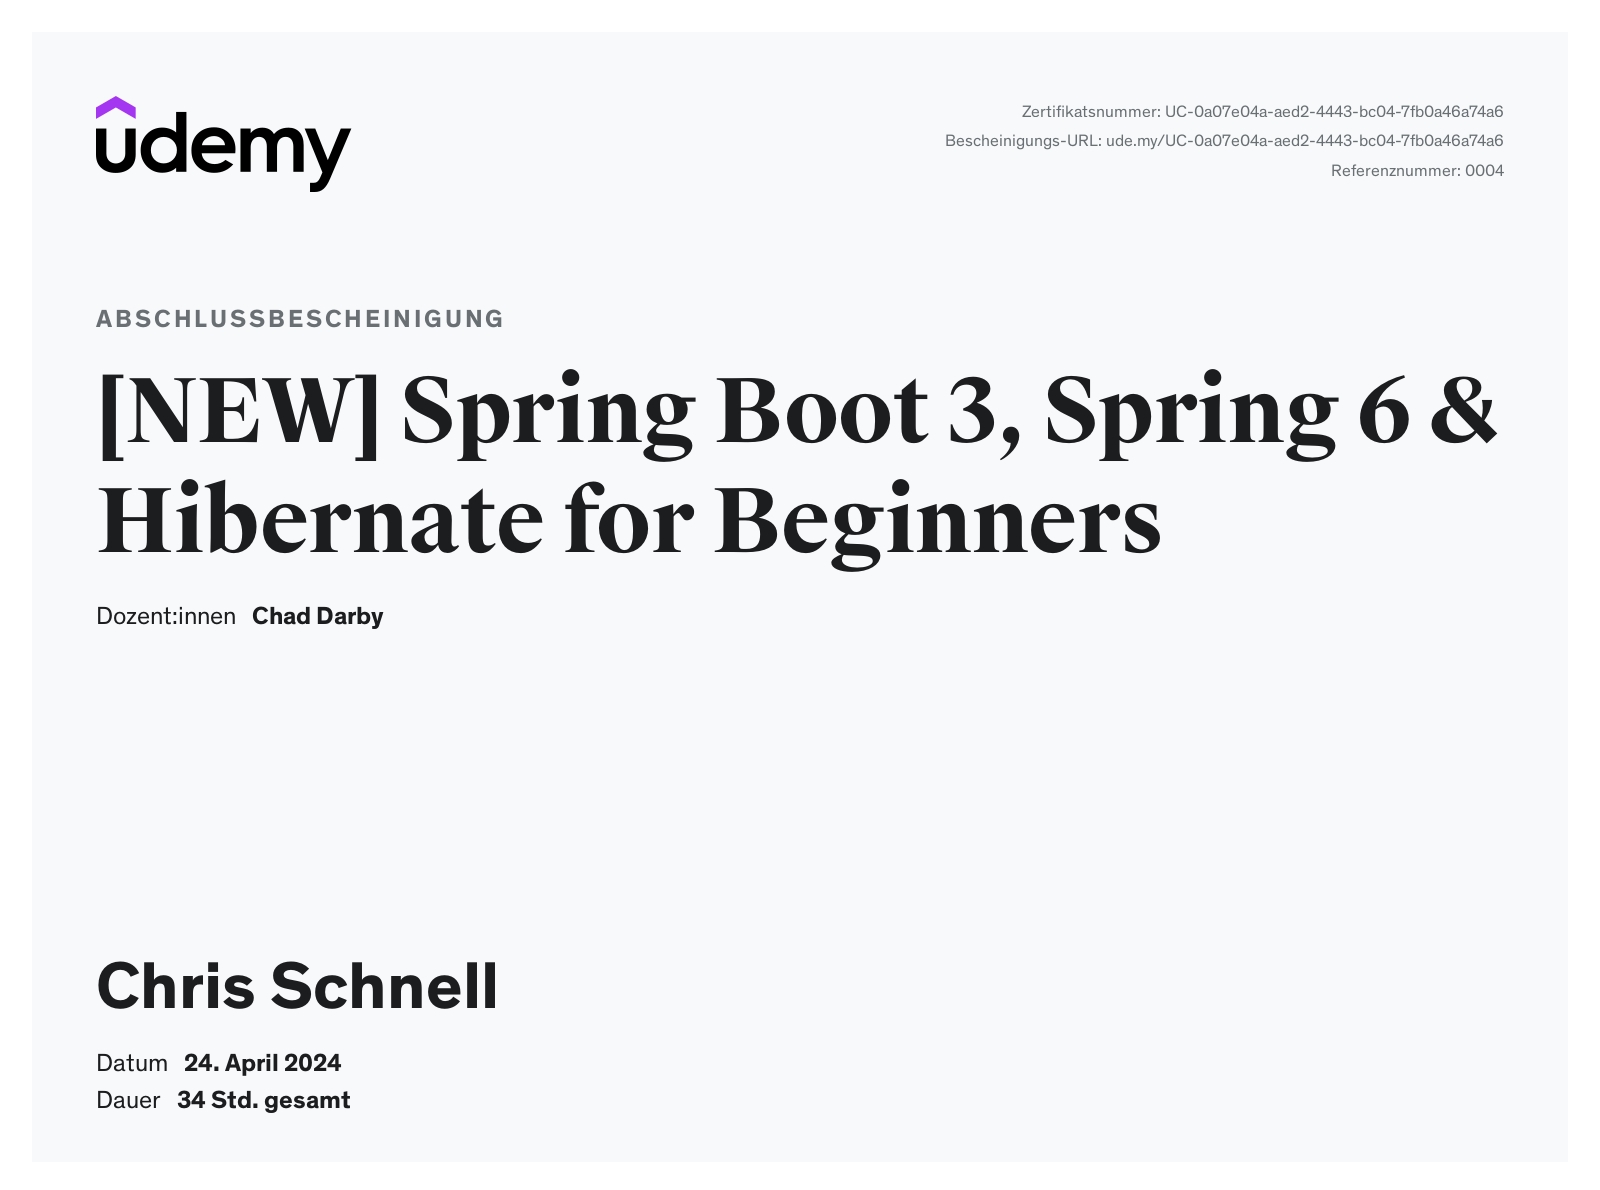 udemy
Zertifikatsnummer: UC-0a07e04a-aed2-4443-bc04-7fb0a46a74a6
Bescheinigungs-URL: ude.my/UC-0a07e04a-aed2-4443-bc04-7fb0a46a74a6
Referenznummer: 0004
ABSCHLUSSBESCHEINIGUNG
[NEW] Spring Boot 3, Spring 6 &
Hibernate for Beginners
Dozent:innen Chad Darby
Chris Schnell
Datum 24. April 2024
Dauer 34 Std. gesamt